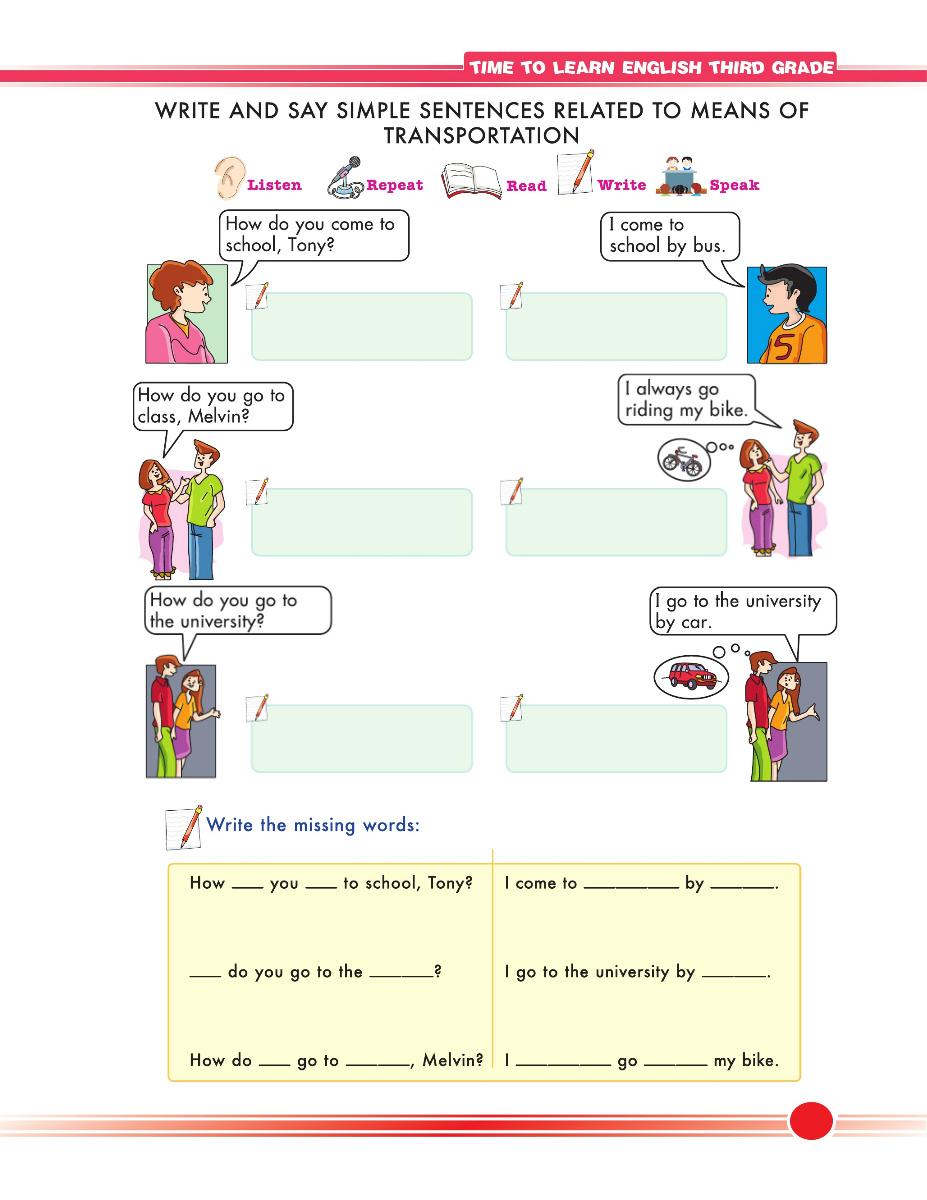 TIME TO LEARN ENGLISH THIRD GRADE
WRITE AND SAY SIMPLE SENTENCES RELATED TO MEANS OF
TRANSPORTATION
Listen
Repeat
Read
Write
Speak
How do you come to
school, Tony?
I come to
school by bus.
5
How do you go to
class, Melvin?
I always go
riding my bike.
How do you go to
the university?
I go to the university
by car.
Write the missing words:
How ___ you ___ to school, Tony?
I come to _________ by ______.
___ do you go to the ______?
I go to the university by ______.
How do ___ go to ______, Melvin?
I _________ go ______ my bike.